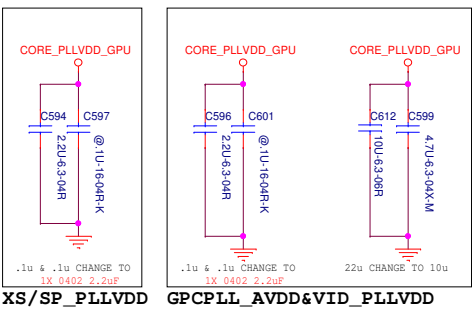 CORE_PLLVDD_GPU
C594
2.2U-6.3-04R
C597
@.1U-16-04R-K
.1u & .1u CHANGE TO
1X 0402 2.2uF
XS/SP_PLLVDD
CORE_PLLVDD_GPU
C596
2.2U-6.3-04R
C601
@.1U-16-04R-K
.1u & .1u CHANGE TO
1X 0402 2.2uF
CORE_PLLVDD_GPU
C612
10U-6.3-06R
C599
4.7U-6.3-04X-M
22u CHANGE TO 10u
GPCPLL_AVDD&VID_PLLVDD